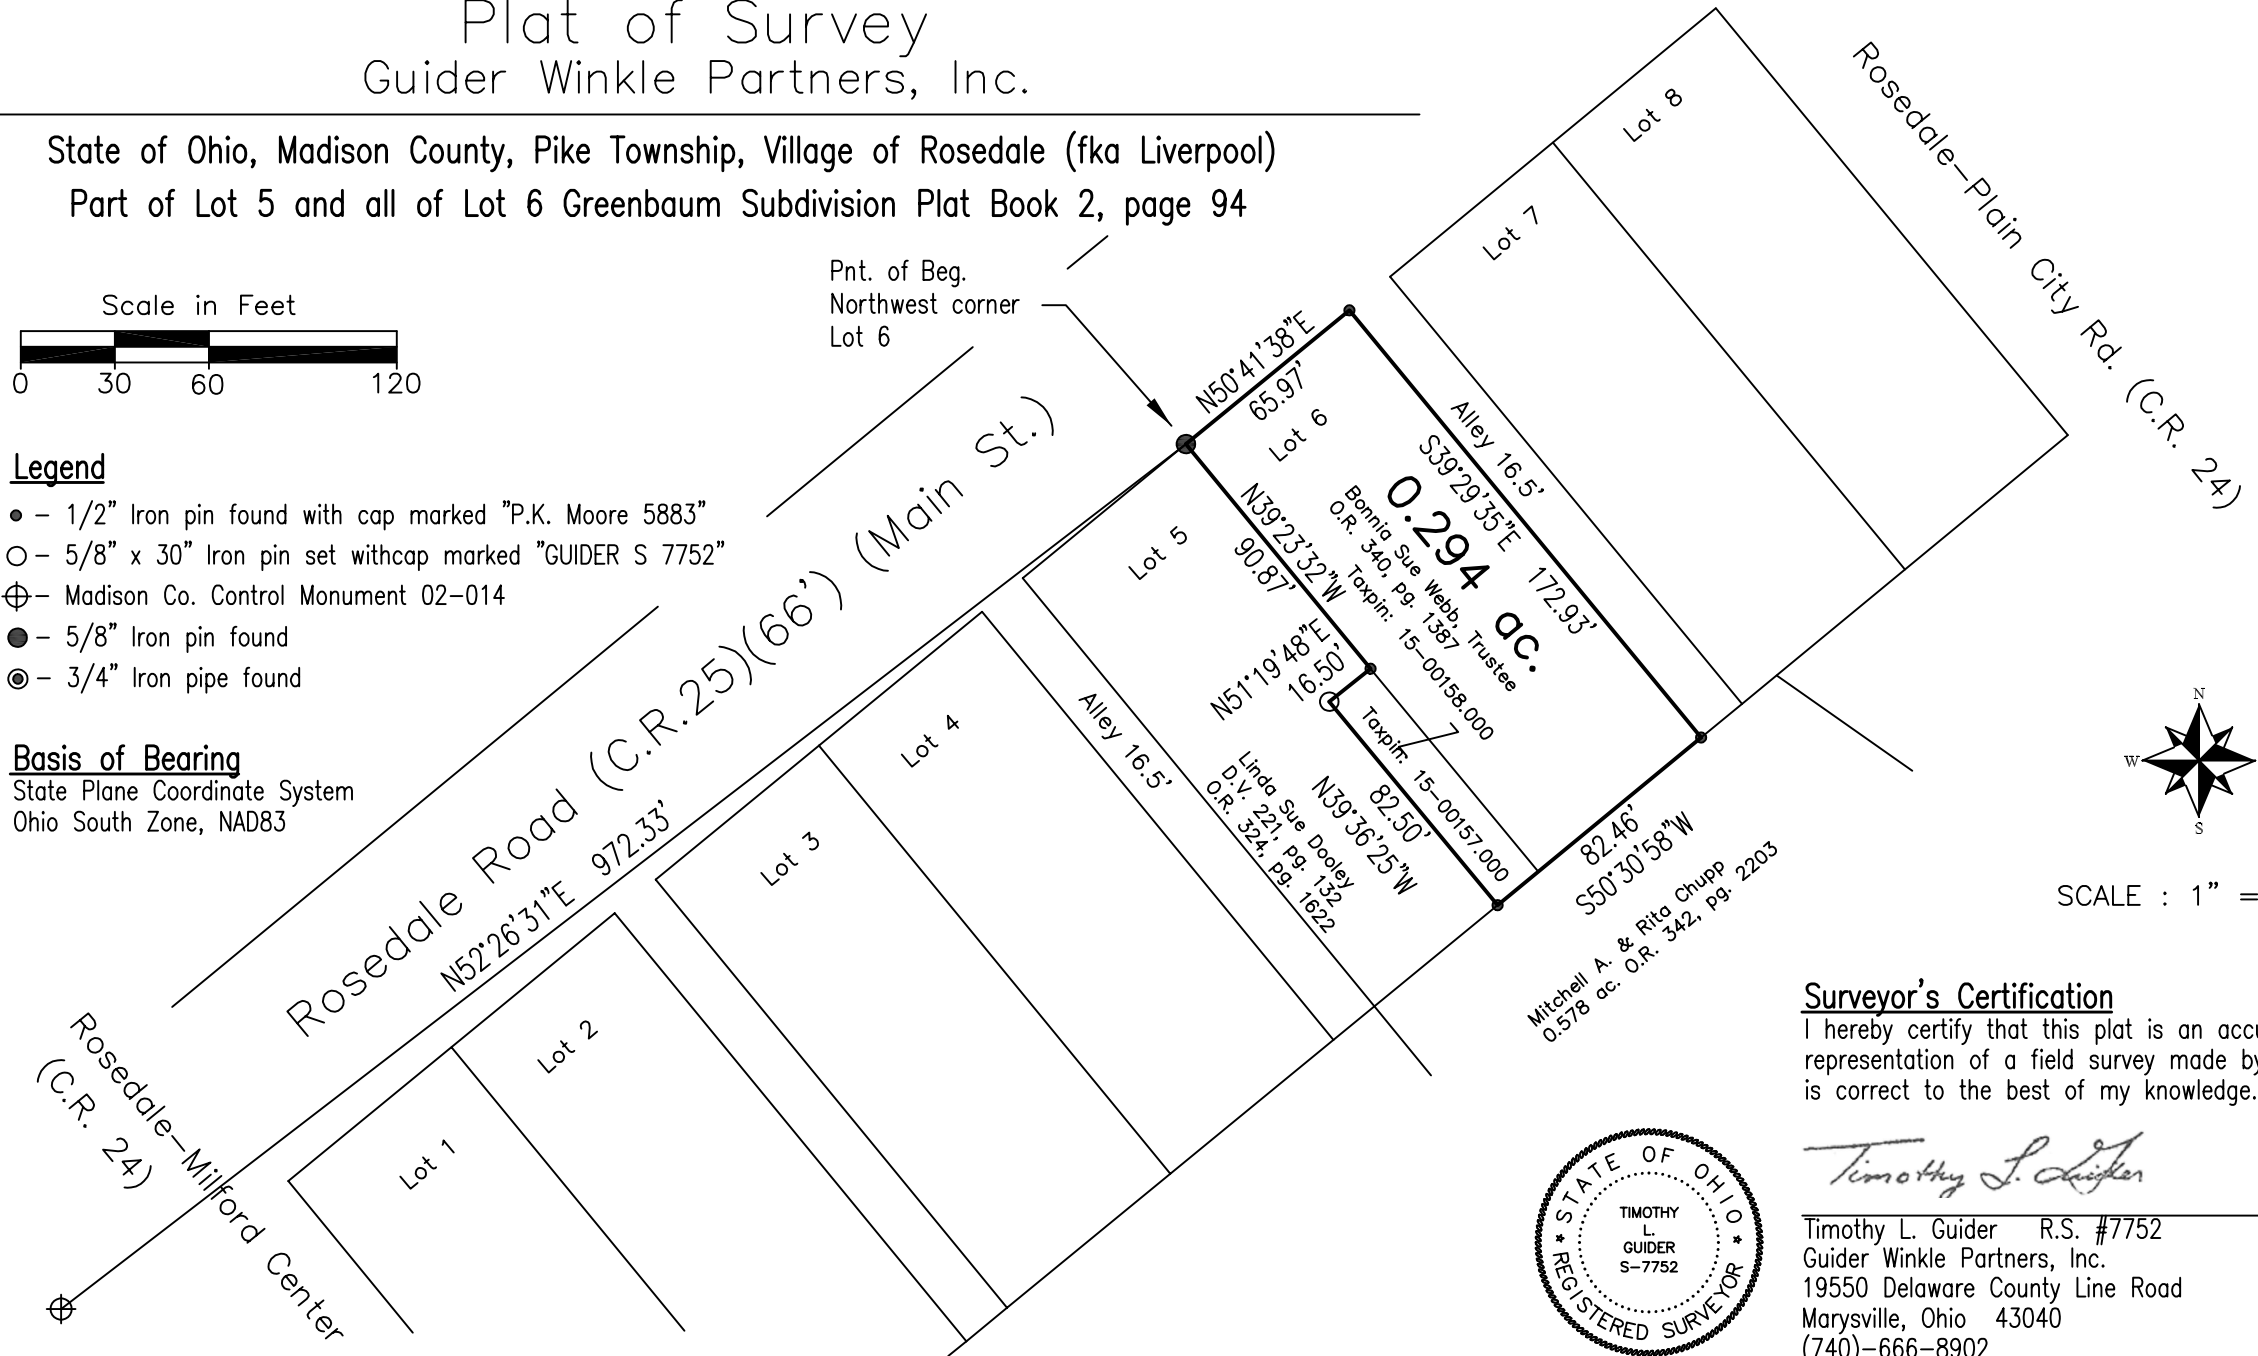 Plat of Survey
Guider Winkle Partners, Inc.
State of Ohio, Madison County, Pike Township, Village of Rosedale (fka Liverpool)
Part of Lot 5 and all of Lot 6 Greenbaum Subdivision Plat Book 2, page 94
Scale in Feet
0 30 60 120
Pnt. of Beg.
Northwest corner
Lot 6
Legend
– 1/2" Iron pin found with cap marked "P.K. Moore 5883"
– 5/8" x 30" Iron pin set withcap marked "GUIDER S 7752"
– Madison Co. Control Monument 02–014
– 5/8" Iron pin found
– 3/4" Iron pipe found
Basis of Bearing
State Plane Coordinate System
Ohio South Zone, NAD83
Rosedale Road (C.R.25)(66') (Main St.)
N52°26'31"E 972.33'
Rosedale–Milford Center
(C.R. 24)
Lot 1
Lot 2
Lot 3
Lot 4
Alley 16.5'
Lot 5
Lot 6
Lot 7
Lot 8
Rosedale–Plain City Rd. (C.R. 24)
N50°41'38"E
65.97'
Alley 16.5'
S39°29'35"E 172.93'
0.294 ac.
Bonnia Sue Webb, Trustee
O.R. 340, pg. 1387
Taxpin: 15–00158.000
N39°23'32"W
90.87'
N51°19'48"E
16.50'
Taxpin: 15–00157.000
82.50'
N39°36'25"W
Linda Sue Dooley
D.V. 221, pg. 132
O.R. 324, pg. 1622
82.46'
S50°30'58"W
Mitchell A. & Rita Chupp
0.578 ac. O.R. 342, pg. 2203
N
W
S
SCALE : 1" =
Surveyor's Certification
I hereby certify that this plat is an accu
representation of a field survey made by
is correct to the best of my knowledge.
Timothy L. Guider
Timothy L. Guider R.S. #7752
Guider Winkle Partners, Inc.
19550 Delaware County Line Road
Marysville, Ohio 43040
(740)–666–8902
STATE OF OHIO
TIMOTHY
L.
GUIDER
S–7752
REGISTERED SURVEYOR